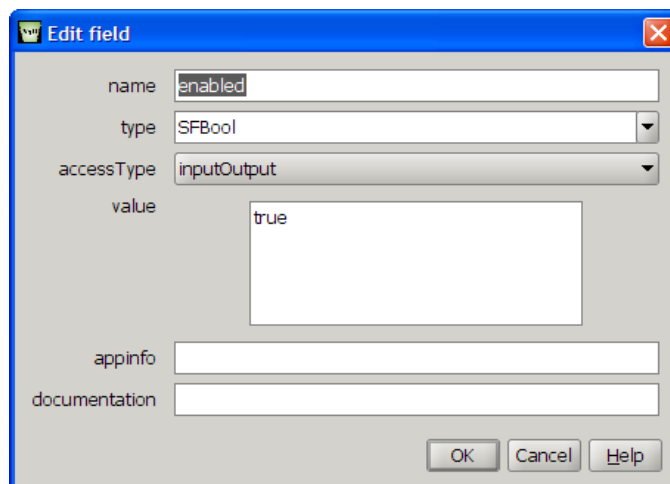 Edit field
name enabled
type SFBool
accessType inputOutput
value true
appinfo
documentation
OK Cancel Help